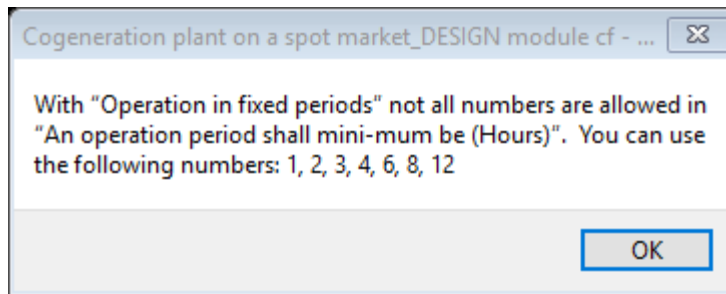 Cogeneration plant on a spot market_DESIGN module cf - ...
With “Operation in fixed periods” not all numbers are allowed in
“An operation period shall mini-mum be (Hours)”.  You can use
the following numbers: 1, 2, 3, 4, 6, 8, 12
OK